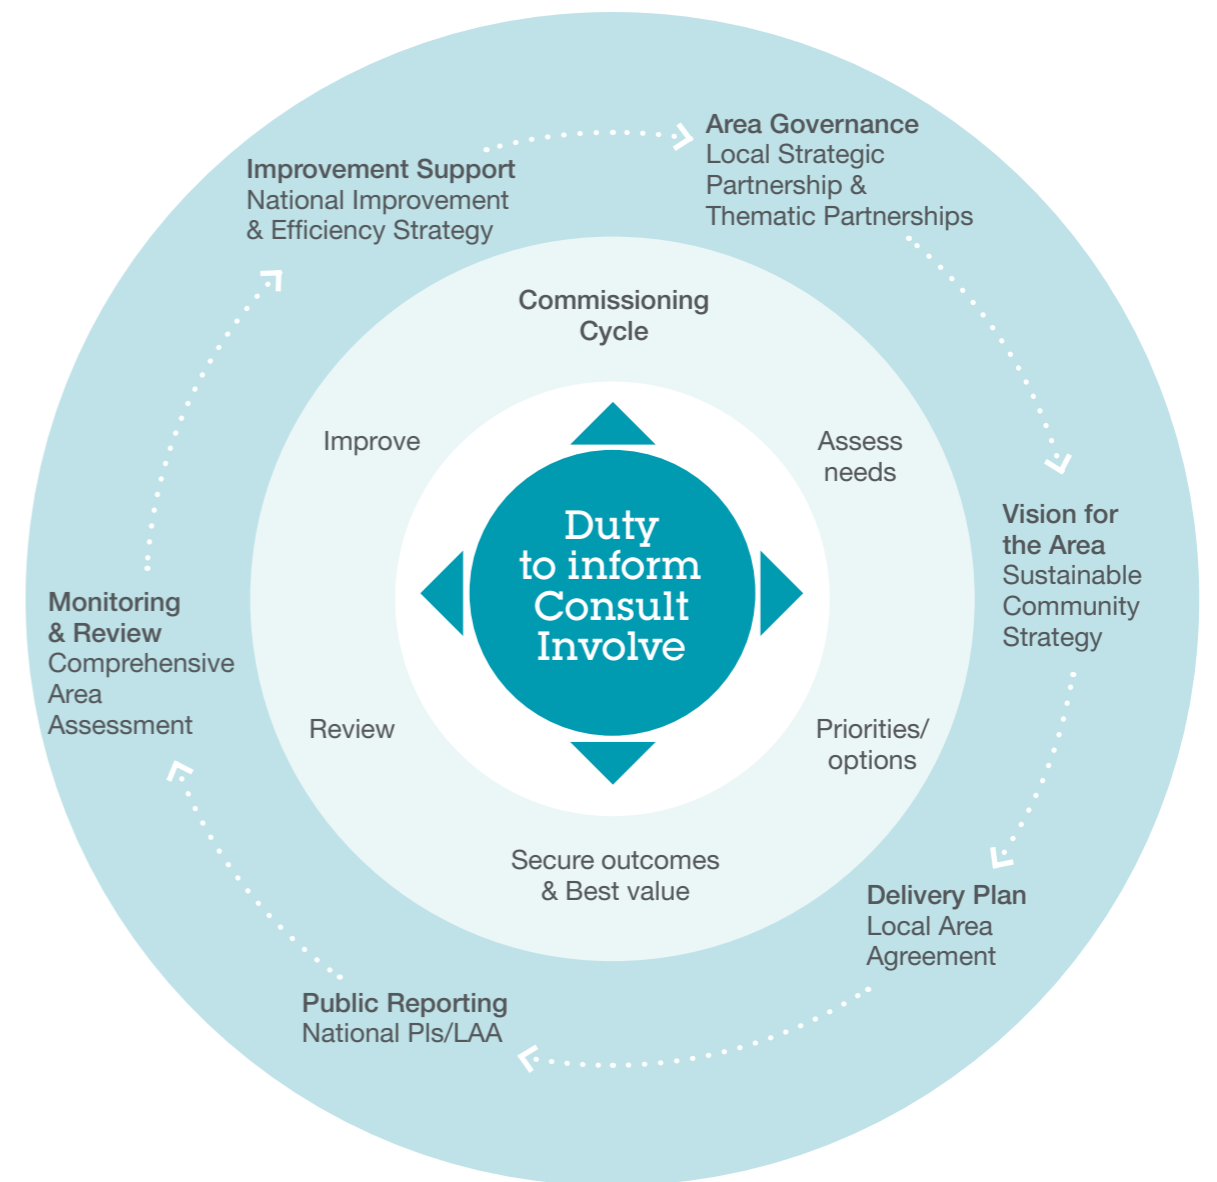 Area Governance
Local Strategic
Partnership &
Thematic Partnerships
Improvement Support
National Improvement
& Efficiency Strategy
Commissioning
Cycle
Improve
Assess
needs
Duty
to inform
Consult
Involve
Vision for
the Area
Sustainable
Community
Strategy
Monitoring
& Review
Comprehensive
Area
Assessment
Review
Priorities/
options
Secure outcomes
& Best value
Delivery Plan
Local Area
Agreement
Public Reporting
National PIs/LAA